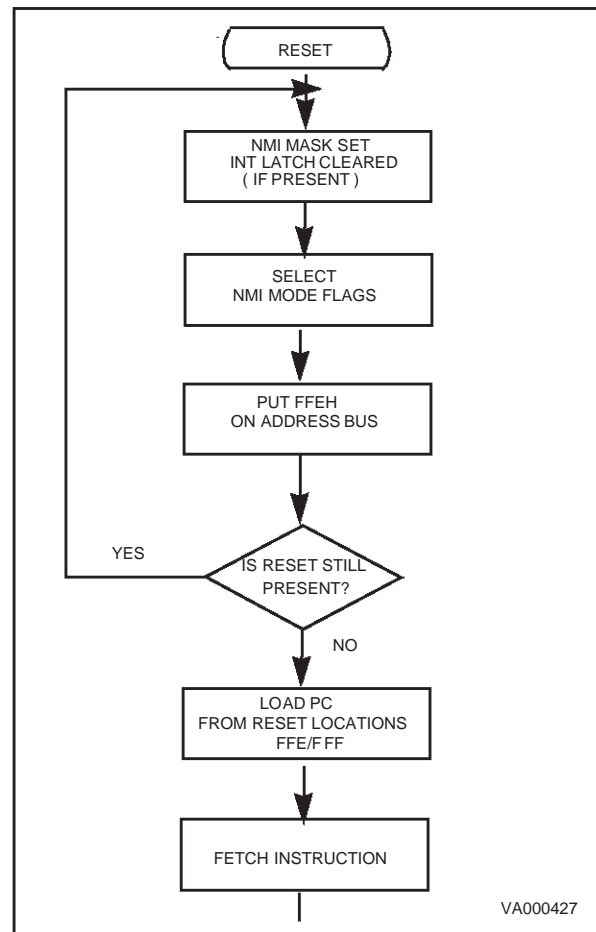 RESET
NMI MASK SET
INT LATCH CLEARED
( IF PRESENT )
SELECT
NMI MODE FLAGS
PUT FFEH
ON ADDRESS BUS
YES
IS RESET STILL
PRESENT?
NO
LOAD PC
FROM RESET LOCATIONS
FFE/FFF
FETCH INSTRUCTION
VA000427